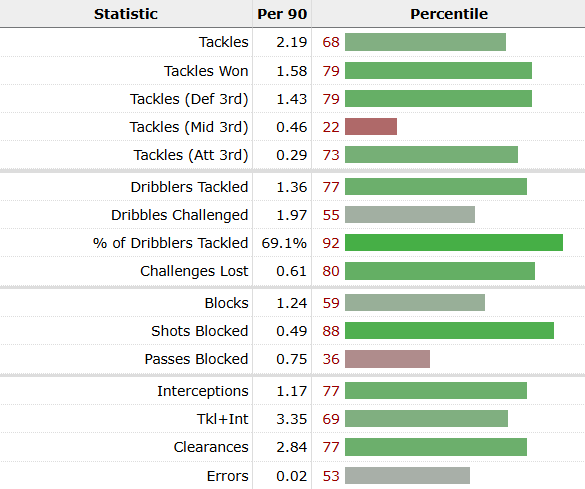 Statistic Per 90 Percentile
Tackles 2.19 68
Tackles Won 1.58 79
Tackles (Def 3rd) 1.43 79
Tackles (Mid 3rd) 0.46 22
Tackles (Att 3rd) 0.29 73
Dribblers Tackled 1.36 77
Dribbles Challenged 1.97 55
% of Dribblers Tackled 69.1% 92
Challenges Lost 0.61 80
Blocks 1.24 59
Shots Blocked 0.49 88
Passes Blocked 0.75 36
Interceptions 1.17 77
Tkl+Int 3.35 69
Clearances 2.84 77
Errors 0.02 53